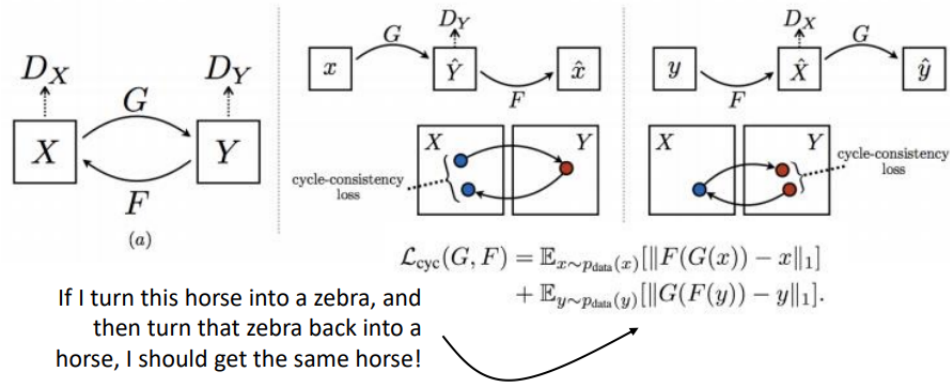 D_X D_Y
G
X Y
F
(a)
D_Y
G
x Ŷ x̂
F
X Y
cycle-consistency
loss
D_X
G
y X̂ ŷ
F
X Y
cycle-consistency
loss
ℒ_cyc(G, F) = 𝔼_{x∼p_data(x)}[‖F(G(x)) − x‖₁]
+ 𝔼_{y∼p_data(y)}[‖G(F(y)) − y‖₁].
If I turn this horse into a zebra, and
then turn that zebra back into a
horse, I should get the same horse!